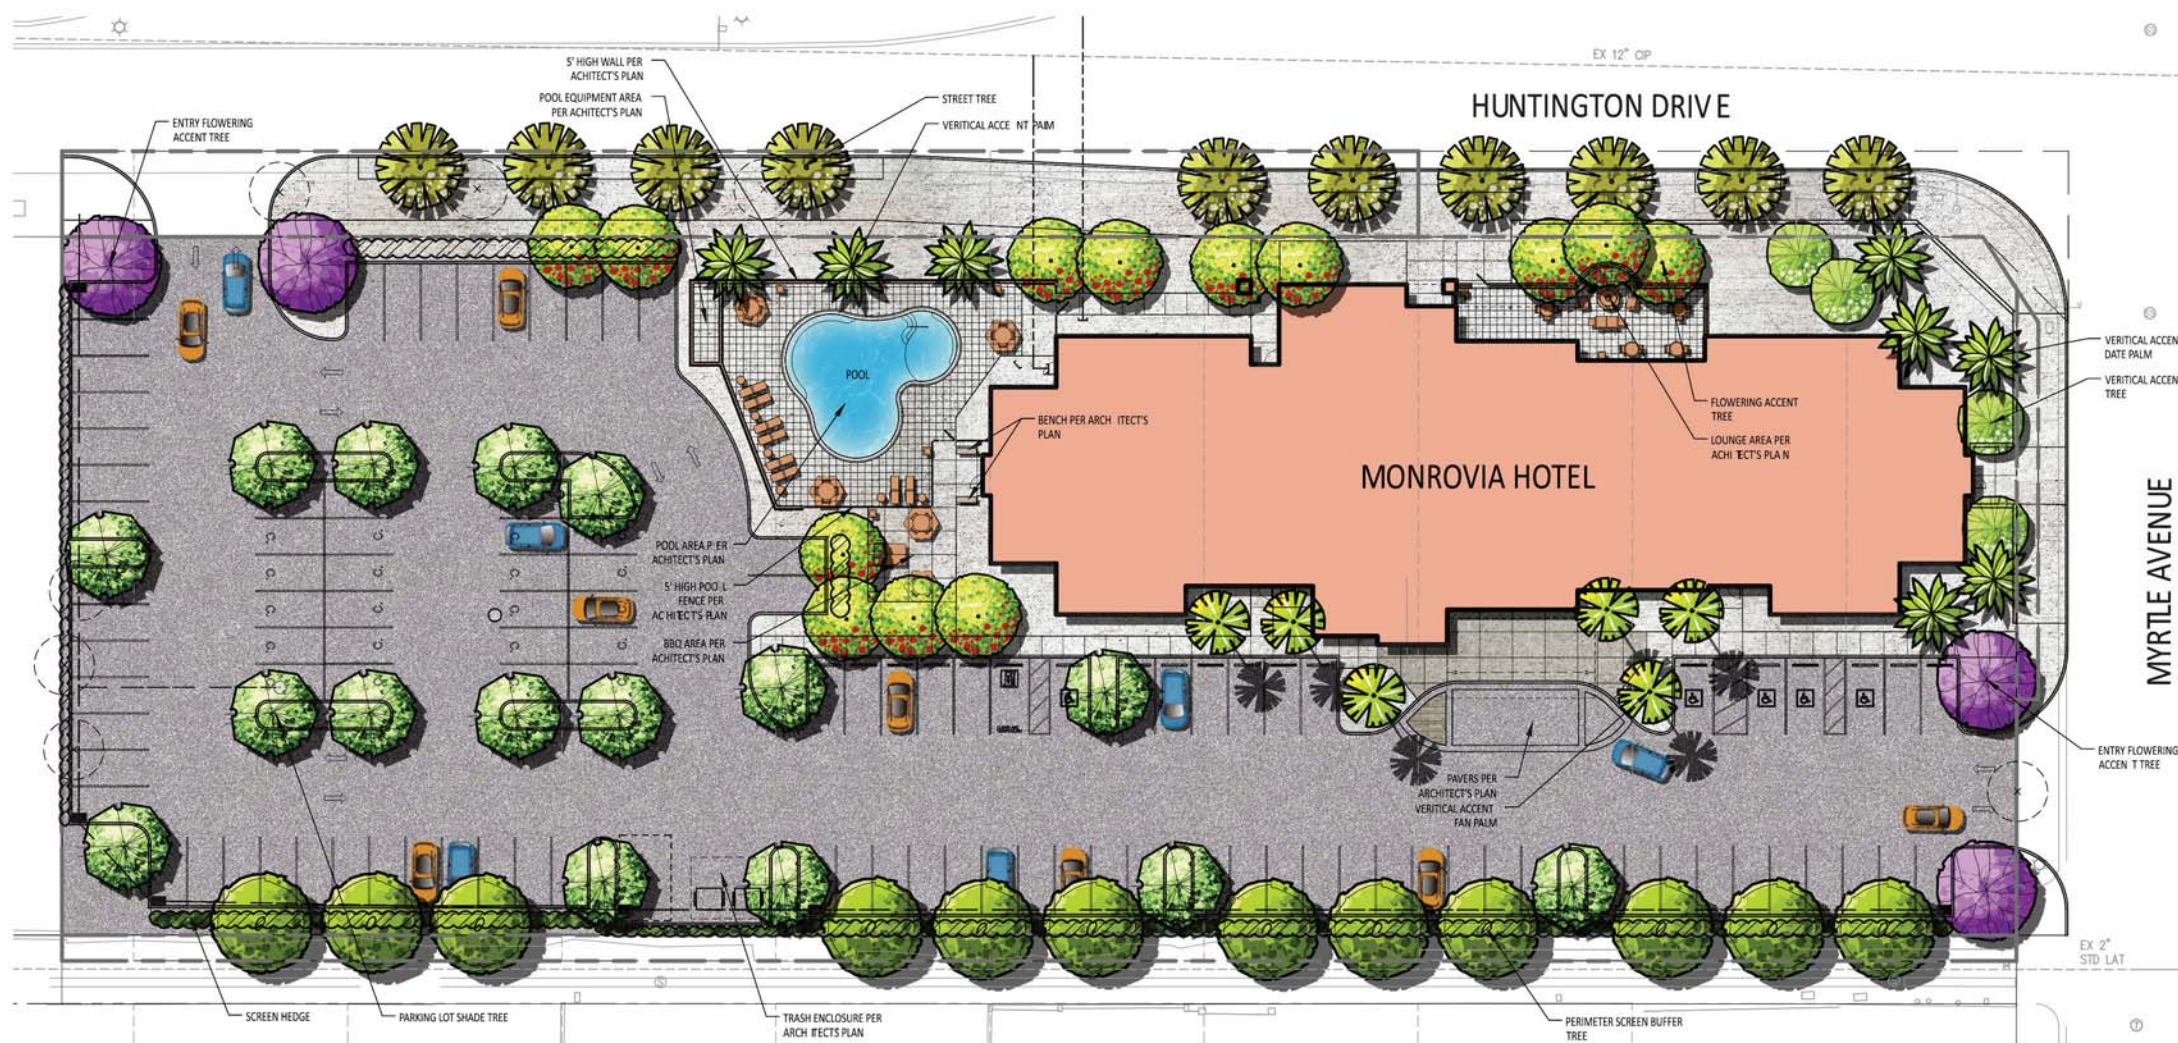 EX 12" CIP
HUNTINGTON DRIVE
5' HIGH WALL PER
ACHITECT'S PLAN
POOL EQUIPMENT AREA
PER ACHITECT'S PLAN
STREET TREE
VERITICAL ACCE NT PALM
ENTRY FLOWERING
ACCENT TREE
POOL
BENCH PER ARCH ITECT'S
PLAN
MONROVIA HOTEL
FLOWERING ACCENT
TREE
LOUNGE AREA PER
ACHI TECT'S PLA N
VERITICAL ACCEN
DATE PALM
VERITICAL ACCEN
TREE
MYRTLE AVENUE
POOL AREA P ER
ACHITECT'S PLAN
5' HIGH POO L
FENCE PER
AC HI TECT'S PLAN
BBQ AREA PER
ACHITECT'S PLAN
PAVERS PER
ARCHITECT'S PLAN
VERITICAL ACCENT
FAN PALM
ENTRY FLOWERING
ACCEN T TREE
EX 2"
STD LAT
SCREEN HEDGE
PARKING LOT SHADE TREE
TRASH ENCLOSURE PER
ARCH ITECTS PLAN
PERIMETER SCREEN BUFFER
TREE